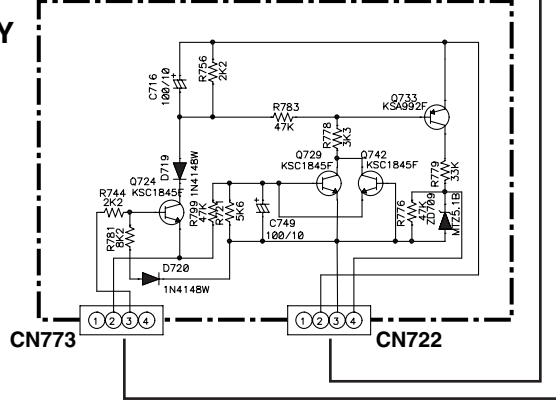 Y
C716
100/10
R756
2K2
R783
47K
Q733
KSA992F
R778
3K3
D719
1N4148W
Q724
KSC1845F
Q729
KSC1845F
Q742
KSC1845F
R779
33K
R744
2K2
R781
8K2
R799
47K
R721
5K6
C749
100/10
R776
47K
ZD709
MTZ5.1B
D720
1N4148W
1 2 3 4
1 2 3 4
CN773
CN722